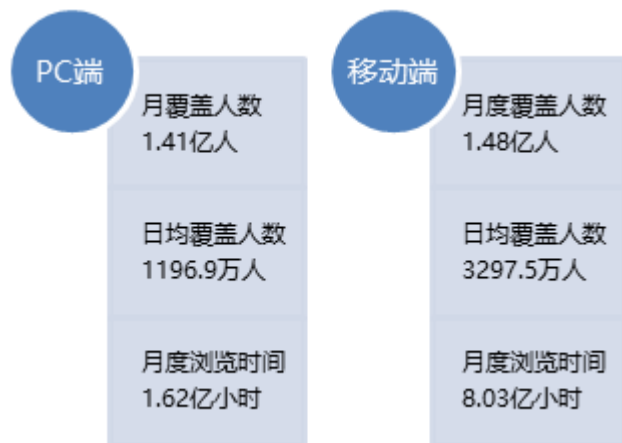 PC端
月覆盖人数
1.41亿人
日均覆盖人数
1196.9万人
月度浏览时间
1.62亿小时
移动端
月度覆盖人数
1.48亿人
日均覆盖人数
3297.5万人
月度浏览时间
8.03亿小时